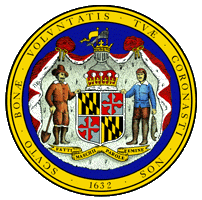 SCVTO · BONÆ · VOLVNTATIS · TVÆ · CORONASTI · NOS
FATTI MASCHII PAROLE FEMINE
· 1632 ·